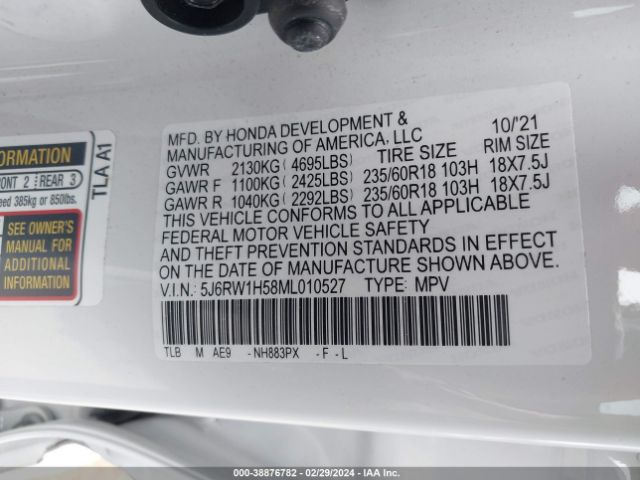 ORMATION
ONT 2 REAR 3
eed 385kg or 850lbs.
TLA A1
SEE OWNER'S
MANUAL FOR
ADDITIONAL
INFORMATION
MFD. BY HONDA DEVELOPMENT & 10/'21
MANUFACTURING OF AMERICA, LLC
GVWR 2130KG( 4695LBS) TIRE SIZE RIM SIZE
GAWR F 1100KG( 2425LBS) 235/60R18 103H 18X7.5J
GAWR R 1040KG( 2292LBS) 235/60R18 103H 18X7.5J
THIS VEHICLE CONFORMS TO ALL APPLICABLE
FEDERAL MOTOR VEHICLE SAFETY
AND THEFT PREVENTION STANDARDS IN EFFECT
ON THE DATE OF MANUFACTURE SHOWN ABOVE.
V.I.N.: 5J6RW1H58ML010527 TYPE: MPV
TLB M AE9 - NH883PX - F - L
000-38876782 - 02/29/2024 - IAA Inc.